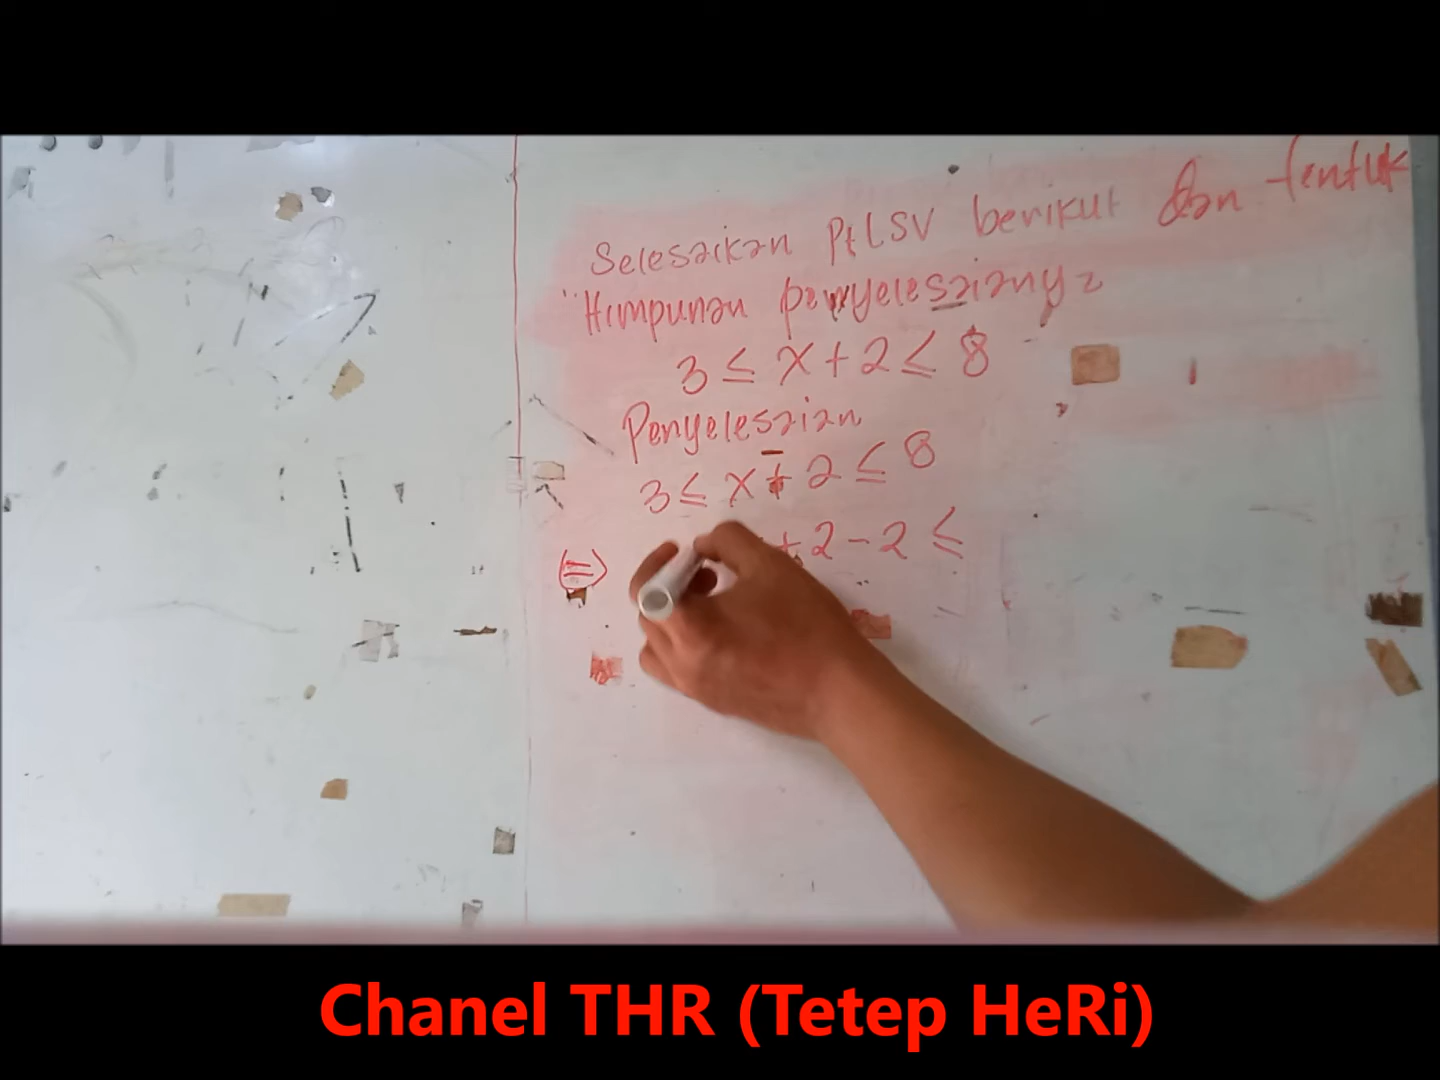 Selesaikan PtLSV berikut dan tentuk
"Himpunan penyelesaianya
3 ≤ x + 2 ≤ 8
Penyelesaian
3 ≤ x + 2 ≤ 8
(=) + 2 - 2 ≤
Chanel THR (Tetep HeRi)